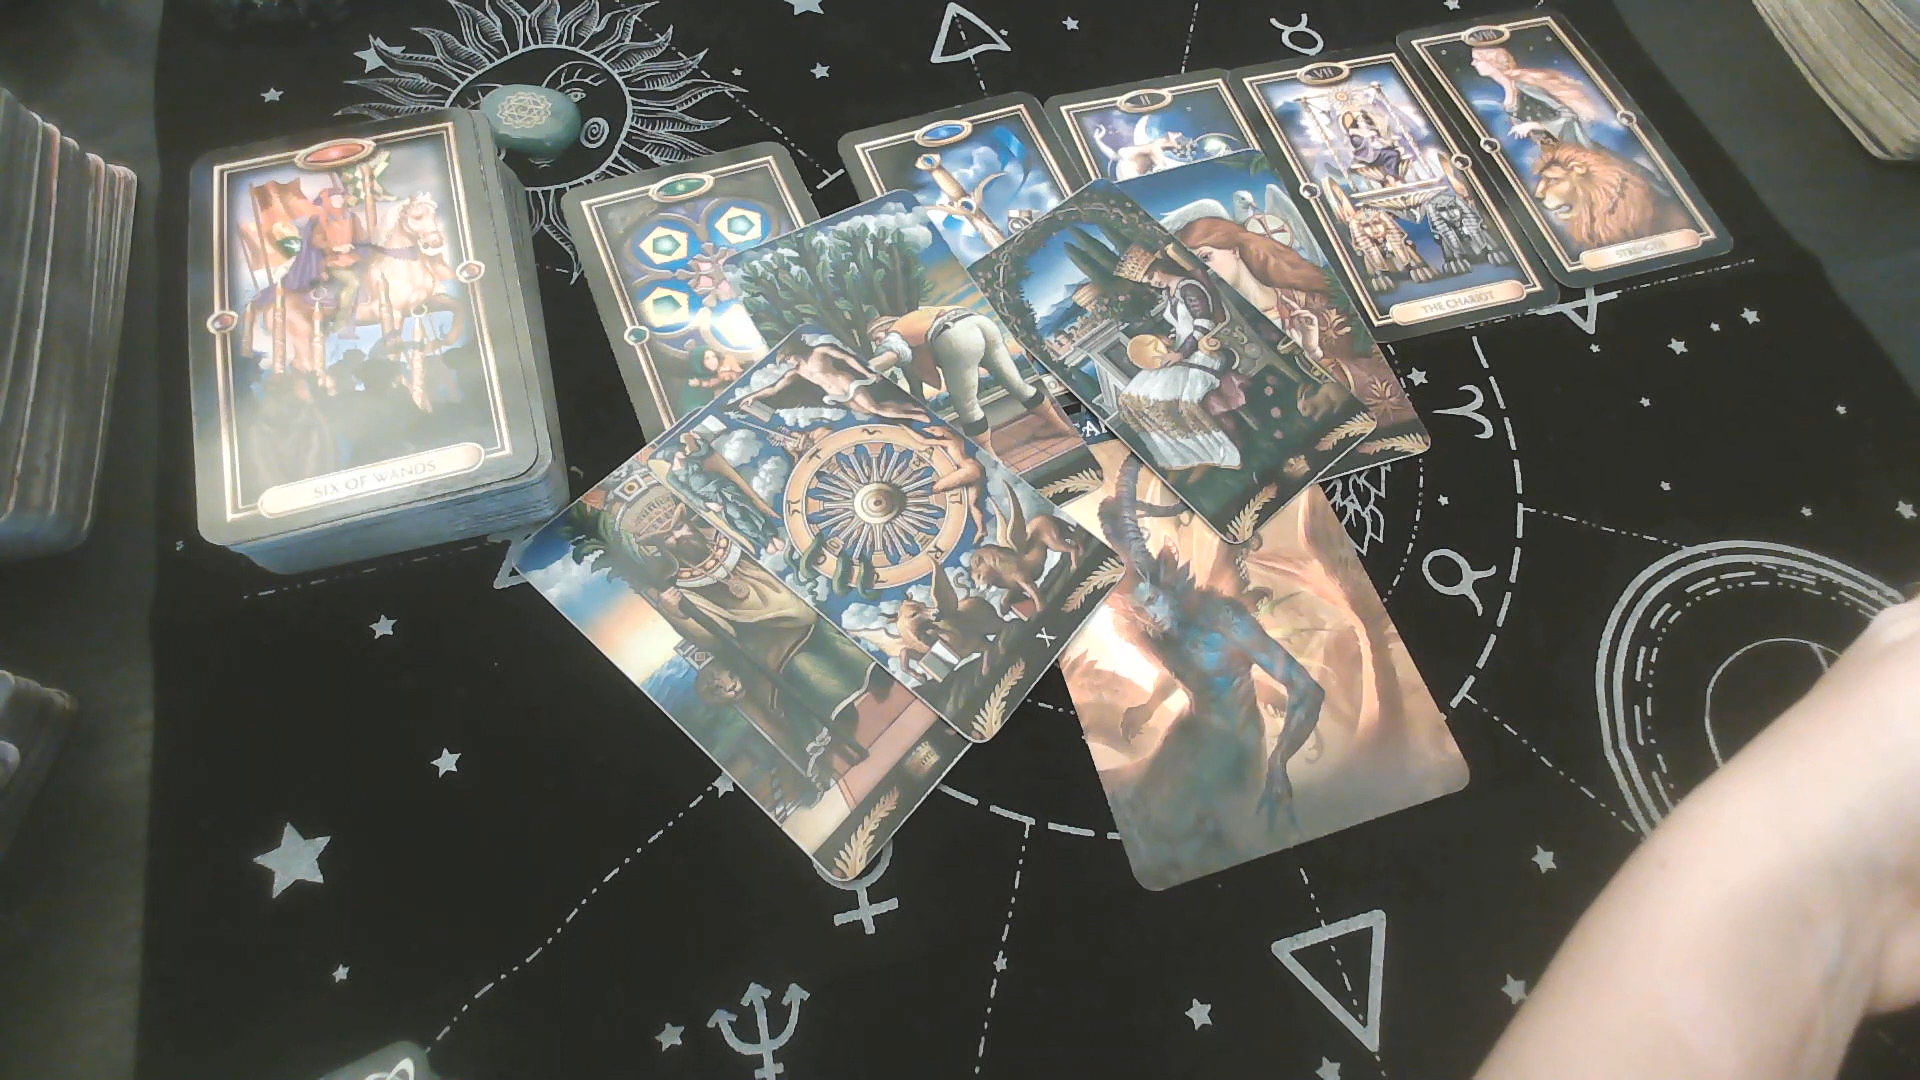 VIII
VII
II
STRENGTH
THE CHARIOT
SIX OF WANDS
X